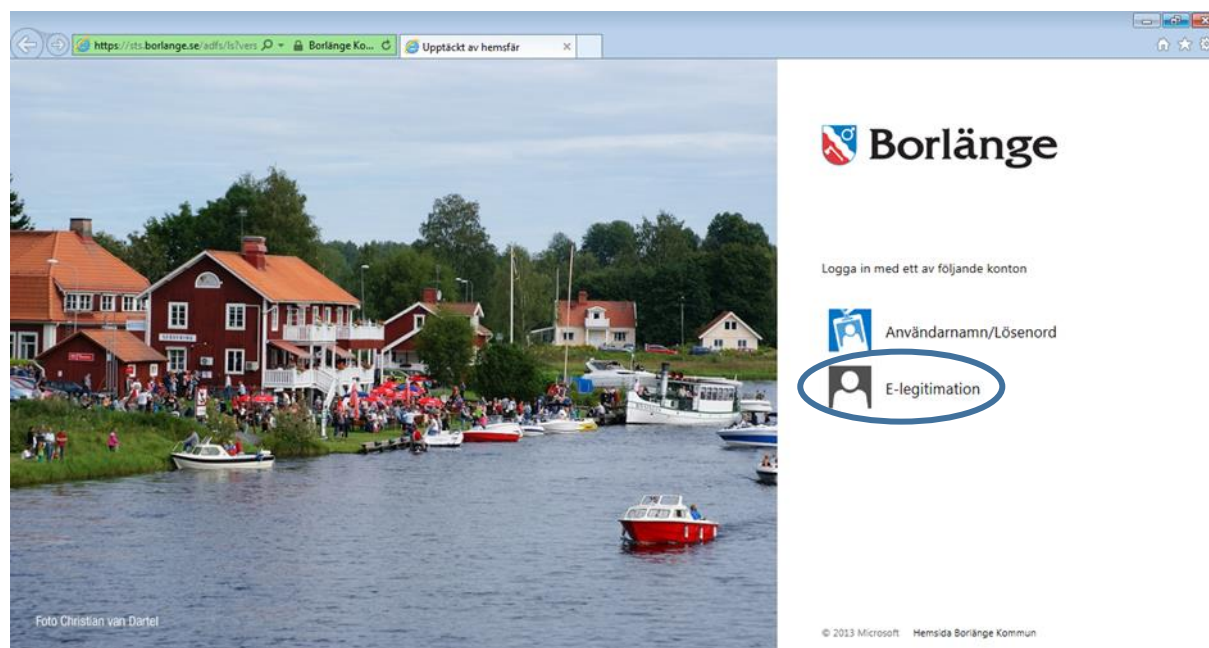 https://sts.borlange.se/adfs/ls?vers
Borlänge Ko...
Upptäckt av hemsfär
Borlänge
Logga in med ett av följande konton
Användarnamn/Lösenord
E-legitimation
SERVERING
Foto Christian van Dartel
© 2013 Microsoft Hemsida Borlänge Kommun